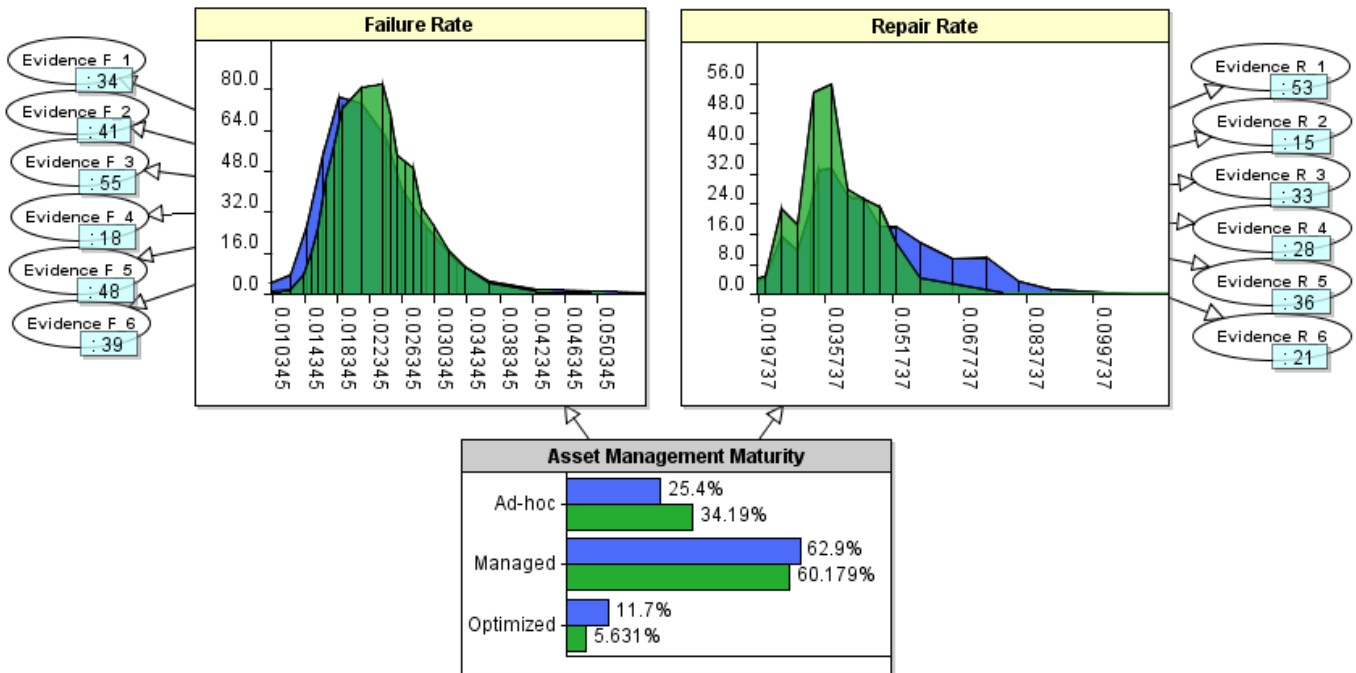 Failure Rate
Repair Rate
Evidence F_1
: 34
Evidence F_2
: 41
Evidence F_3
: 55
Evidence F_4
: 18
Evidence F_5
: 48
Evidence F_6
: 39
80.0
64.0
48.0
32.0
16.0
0.0
0.010345
0.014345
0.018345
0.022345
0.026345
0.030345
0.034345
0.038345
0.042345
0.046345
0.050345
56.0
48.0
40.0
32.0
24.0
16.0
8.0
0.0
0.019737
0.035737
0.051737
0.067737
0.083737
0.099737
Evidence R_1
: 53
Evidence R_2
: 15
Evidence R_3
: 33
Evidence R_4
: 28
Evidence R_5
: 36
Evidence R_6
: 21
Asset Management Maturity
Ad-hoc
25.4%
34.19%
Managed
62.9%
60.179%
Optimized
11.7%
5.631%